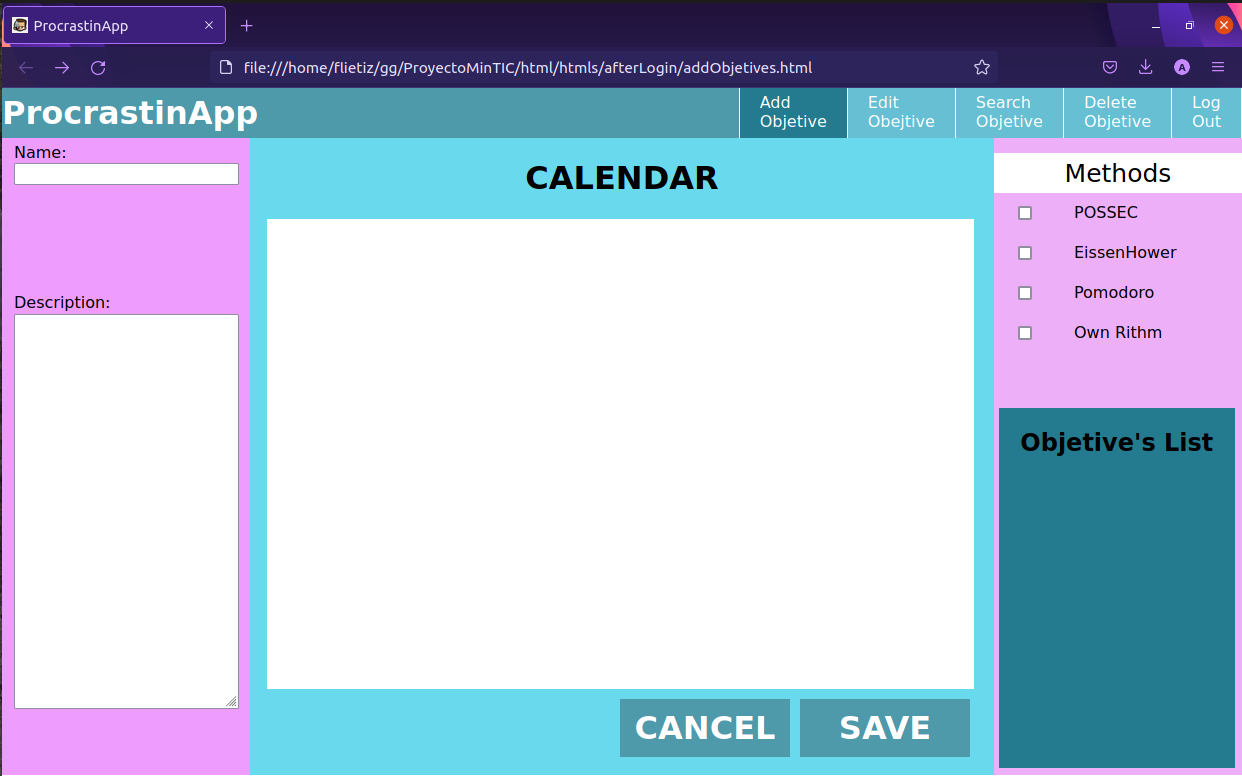 ProcrastinApp
file:///home/flietiz/gg/ProyectoMinTIC/html/htmls/afterLogin/addObjetives.html
A
ProcrastinApp
Add
Objetive
Edit
Obejtive
Search
Objetive
Delete
Objetive
Log
Out
Name:
Description:
CALENDAR
CANCEL
SAVE
Methods
POSSEC
EissenHower
Pomodoro
Own Rithm
Objetive's List